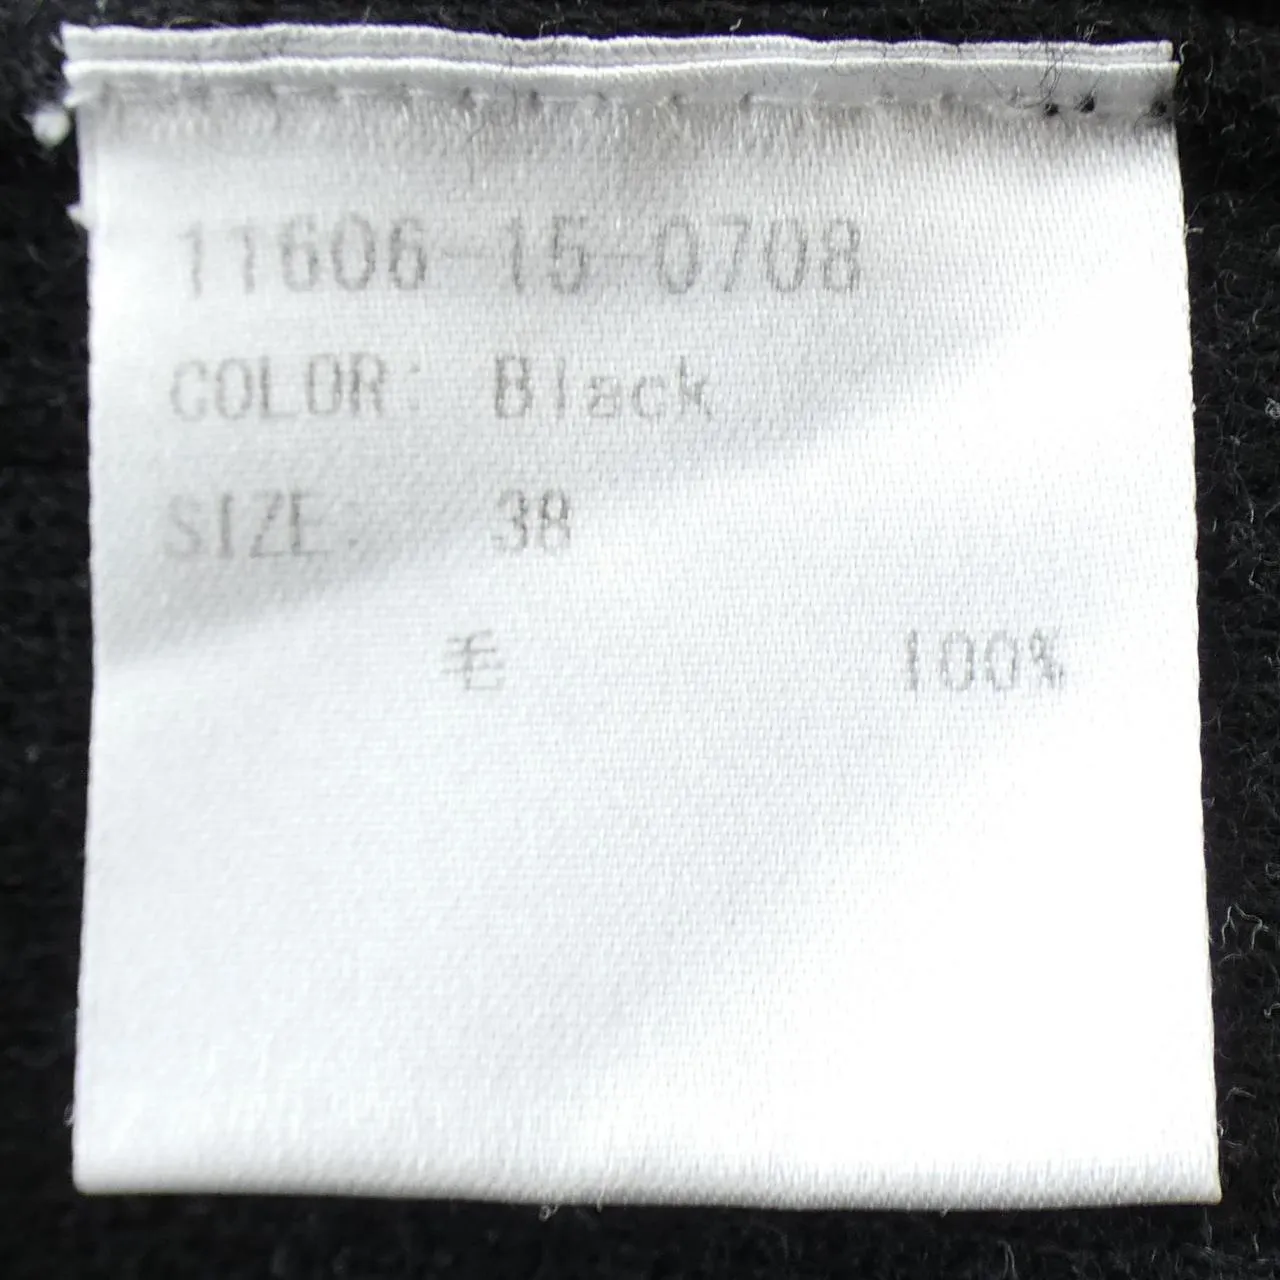 11606-15-0708
COLOR: Black
SIZE: 38
毛 100%